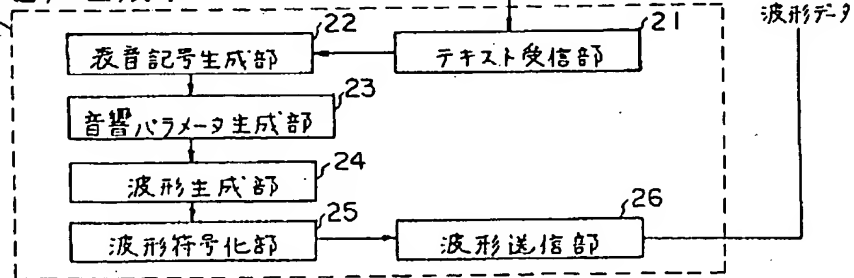 波形データ
21
22
テキスト受信部
表音記号生成部
23
音響パラメータ生成部
24
波形生成部
25
26
波形符号化部
波形送信部